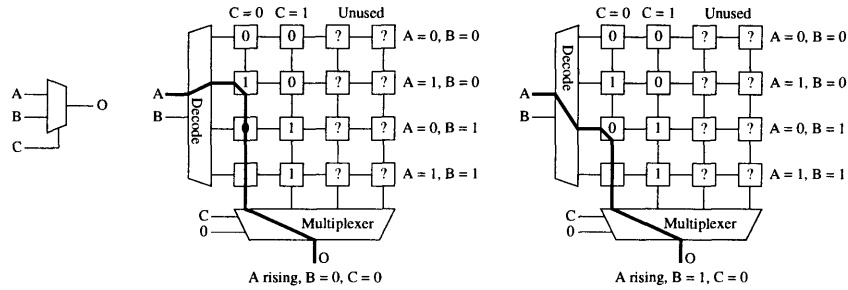 C = 0 C = 1 Unused
0 0 ? ? A = 0, B = 0
1 0 ? ? A = 1, B = 0
0 1 ? ? A = 0, B = 1
1 ? ? A = 1, B = 1
A
B
C
O
A
B
Decode
C
0
Multiplexer
O
A rising, B = 0, C = 0
C = 0 C = 1 Unused
0 0 ? ? A = 0, B = 0
1 0 ? ? A = 1, B = 0
0 1 ? ? A = 0, B = 1
1 1 ? ? A = 1, B = 1
A
B
Decode
C
0
Multiplexer
O
A rising, B = 1, C = 0